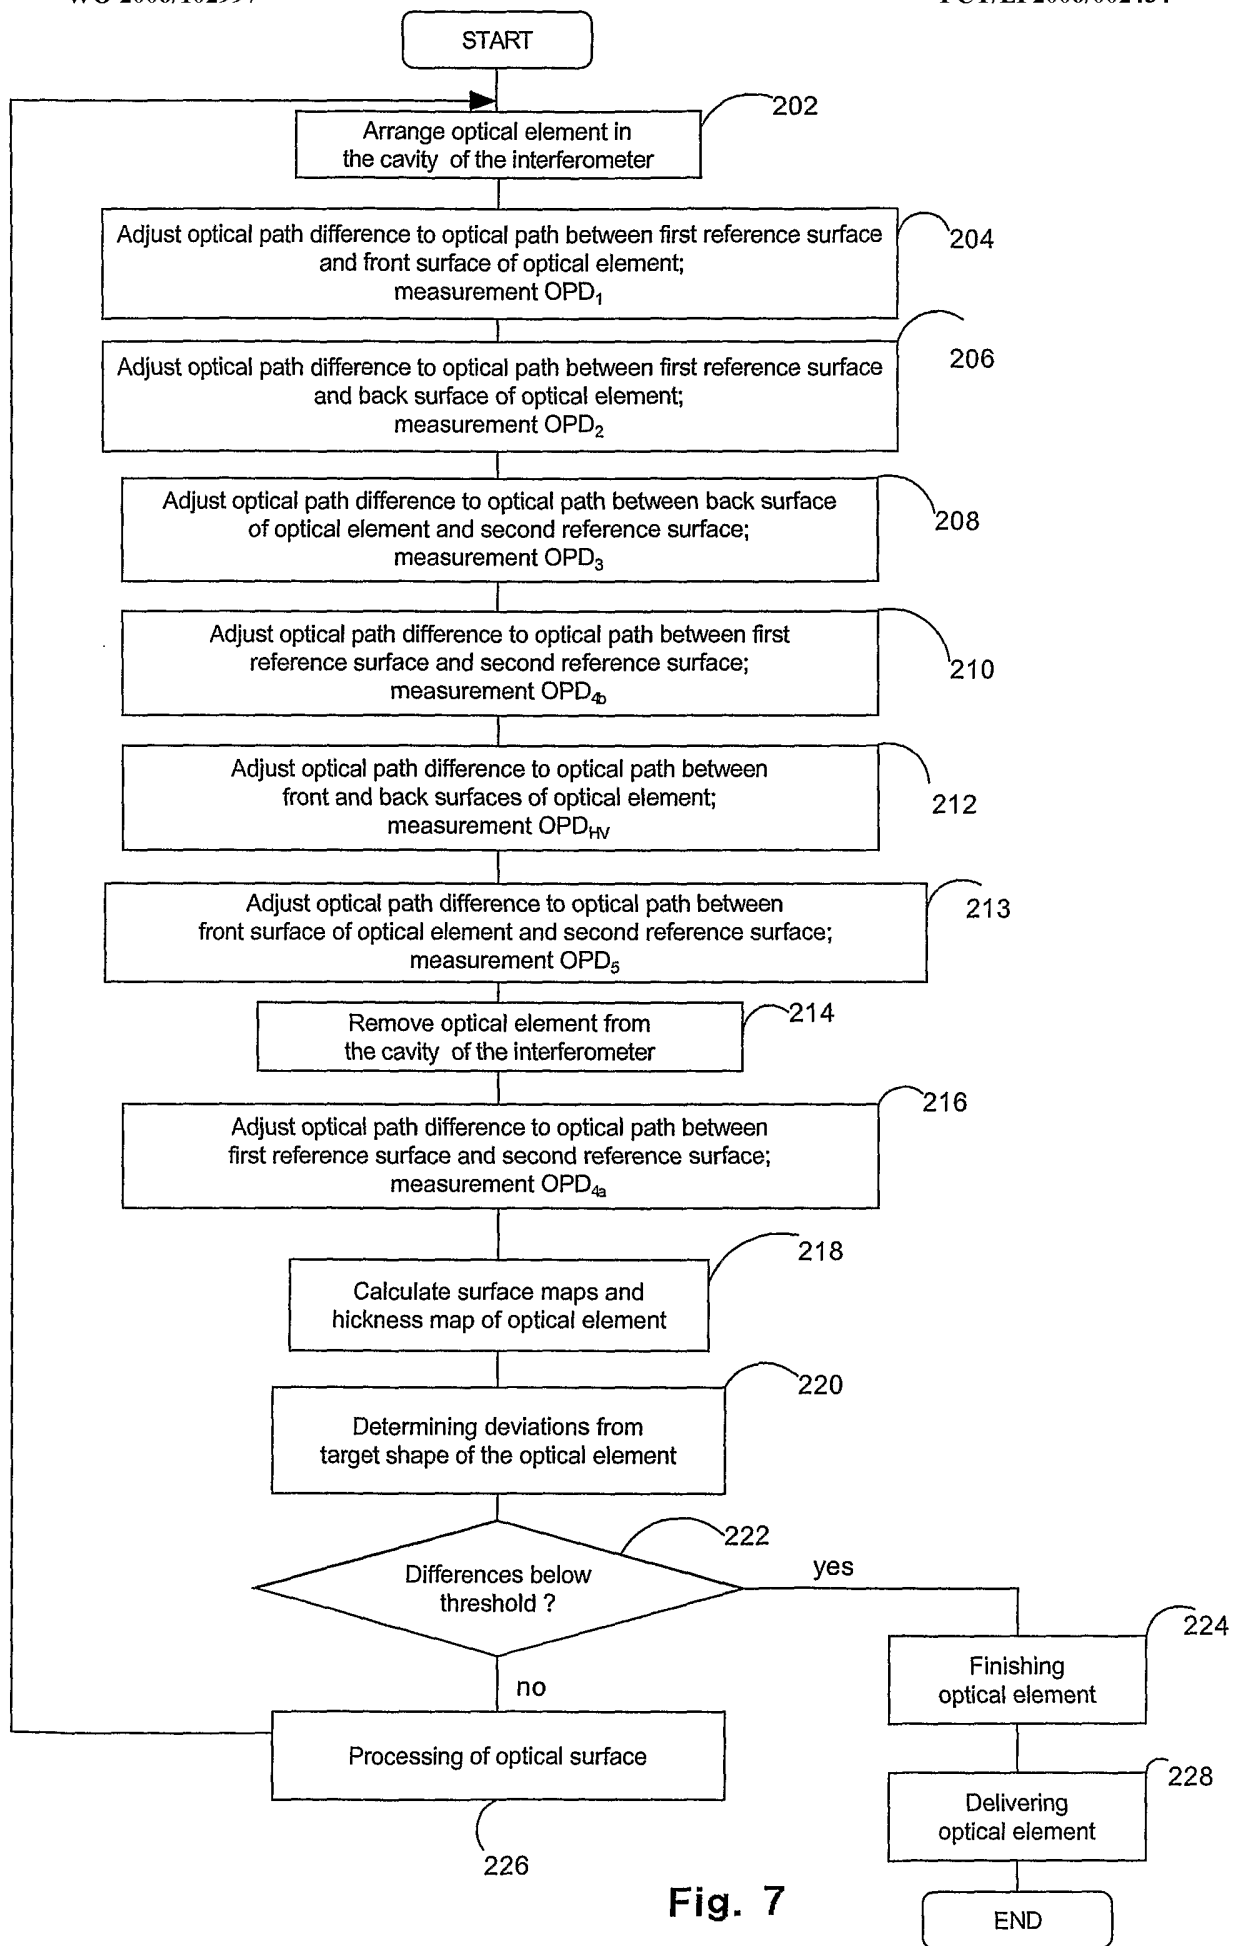 START
Arrange optical element in
the cavity of the interferometer
202
Adjust optical path difference to optical path between first reference surface
and front surface of optical element;
measurement OPD₁
204
Adjust optical path difference to optical path between first reference surface
and back surface of optical element;
measurement OPD₂
206
Adjust optical path difference to optical path between back surface
of optical element and second reference surface;
measurement OPD₃
208
Adjust optical path difference to optical path between first
reference surface and second reference surface;
measurement OPD4b
210
Adjust optical path difference to optical path between
front and back surfaces of optical element;
measurement OPDHV
212
Adjust optical path difference to optical path between
front surface of optical element and second reference surface;
measurement OPD₅
213
Remove optical element from
the cavity of the interferometer
214
Adjust optical path difference to optical path between
first reference surface and second reference surface;
measurement OPD4a
216
Calculate surface maps and
hickness map of optical element
218
Determining deviations from
target shape of the optical element
220
Differences below
threshold ?
222
yes
no
Finishing
optical element
224
Processing of optical surface
226
Delivering
optical element
228
END
Fig. 7